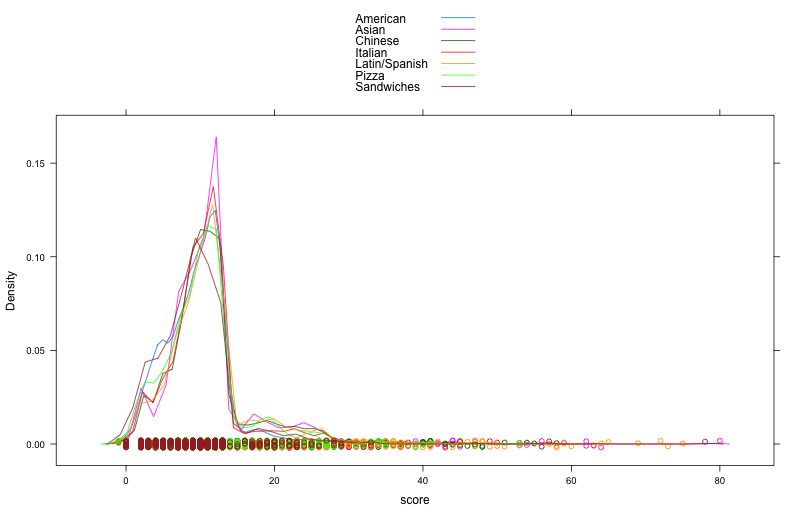 American
Asian
Chinese
Italian
Latin/Spanish
Pizza
Sandwiches
0.15
0.10
0.05
0.00
Density
0 20 40 60 80
score